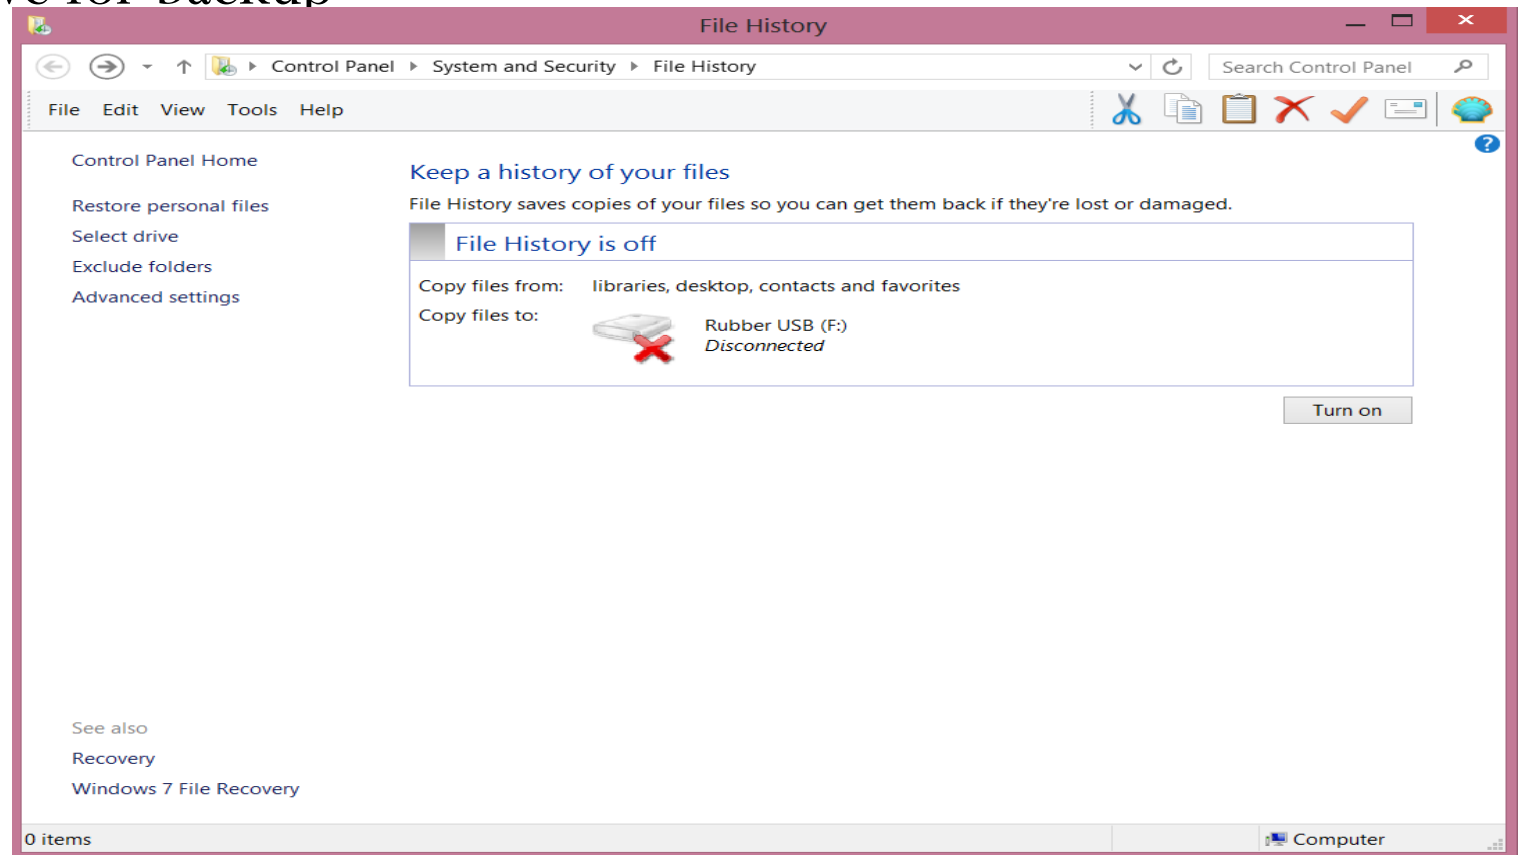 ve for backup
File History
Control Panel System and Security File History
Search Control Panel
File Edit View Tools Help
Control Panel Home
Restore personal files
Select drive
Exclude folders
Advanced settings
Keep a history of your files
File History saves copies of your files so you can get them back if they're lost or damaged.
File History is off
Copy files from: libraries, desktop, contacts and favorites
Copy files to:
Rubber USB (F:)
Disconnected
Turn on
See also
Recovery
Windows 7 File Recovery
0 items
Computer